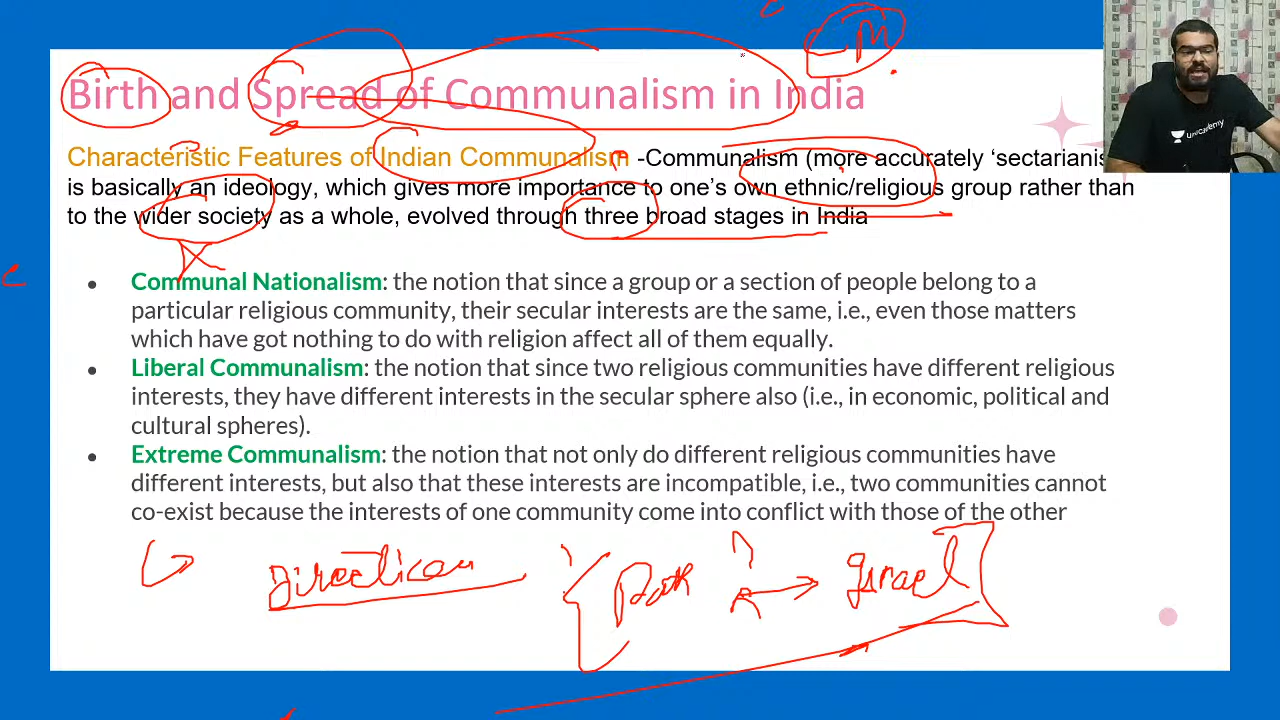 Birth and Spread of Communalism in India
Characteristic Features of Indian Communalism -Communalism (more accurately ‘sectarianis
is basically an ideology, which gives more importance to one’s own ethnic/religious group rather than
to the wider society as a whole, evolved through three broad stages in India
● Communal Nationalism: the notion that since a group or a section of people belong to a
particular religious community, their secular interests are the same, i.e., even those matters
which have got nothing to do with religion affect all of them equally.
● Liberal Communalism: the notion that since two religious communities have different religious
interests, they have different interests in the secular sphere also (i.e., in economic, political and
cultural spheres).
● Extreme Communalism: the notion that not only do different religious communities have
different interests, but also that these interests are incompatible, i.e., two communities cannot
co-exist because the interests of one community come into conflict with those of the other
Pak → Israel
unacademy